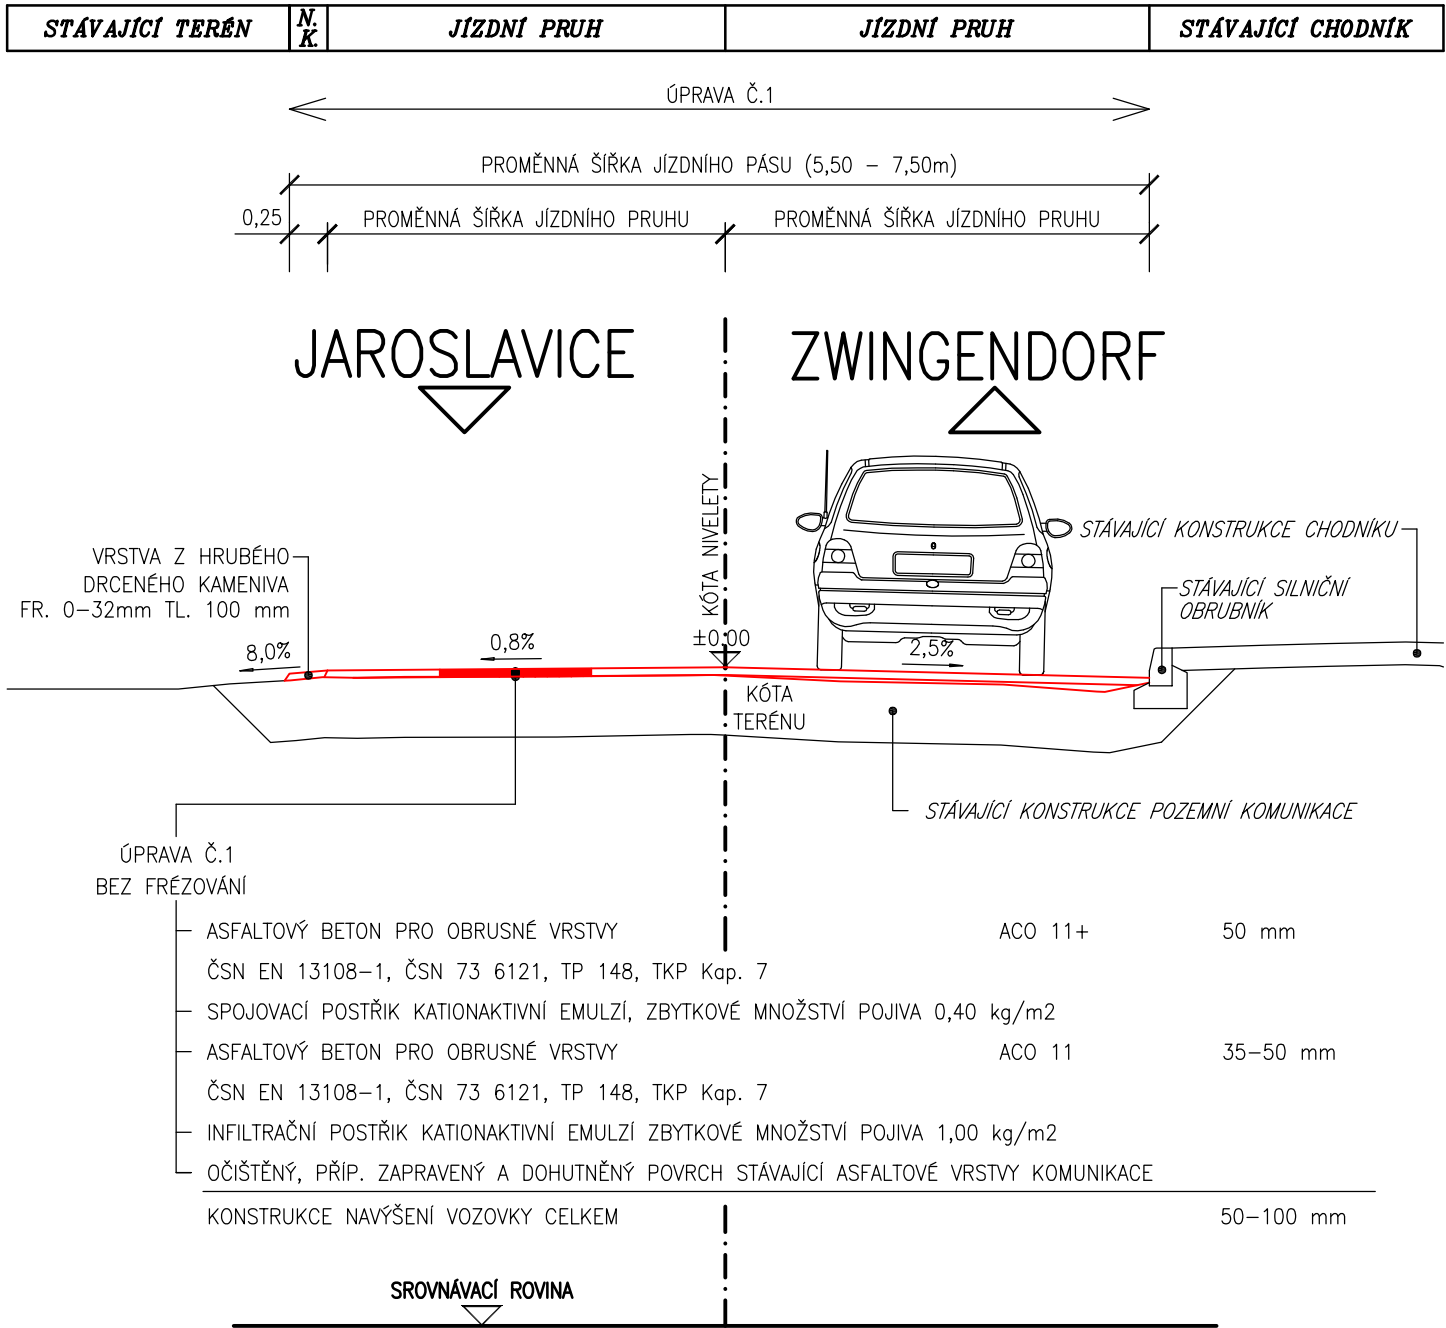 STÁVAJÍCÍ TERÉN
N.
K.
JÍZDNÍ PRUH
JÍZDNÍ PRUH
STÁVAJÍCÍ CHODNÍK
ÚPRAVA Č.1
PROMĚNNÁ ŠÍŘKA JÍZDNÍHO PÁSU (5,50 - 7,50m)
0,25
PROMĚNNÁ ŠÍŘKA JÍZDNÍHO PRUHU
PROMĚNNÁ ŠÍŘKA JÍZDNÍHO PRUHU
JAROSLAVICE
ZWINGENDORF
KÓTA NIVELETY
STÁVAJÍCÍ KONSTRUKCE CHODNÍKU
VRSTVA Z HRUBÉHO
DRCENÉHO KAMENIVA
FR. 0-32mm TL. 100 mm
STÁVAJÍCÍ SILNIČNÍ
OBRUBNÍK
8,0%
0,8%
±0,00
2,5%
KÓTA
TERÉNU
STÁVAJÍCÍ KONSTRUKCE POZEMNÍ KOMUNIKACE
ÚPRAVA Č.1
BEZ FRÉZOVÁNÍ
ASFALTOVÝ BETON PRO OBRUSNÉ VRSTVY ACO 11+ 50 mm
ČSN EN 13108-1, ČSN 73 6121, TP 148, TKP Kap. 7
SPOJOVACÍ POSTŘIK KATIONAKTIVNÍ EMULZÍ, ZBYTKOVÉ MNOŽSTVÍ POJIVA 0,40 kg/m2
ASFALTOVÝ BETON PRO OBRUSNÉ VRSTVY ACO 11 35-50 mm
ČSN EN 13108-1, ČSN 73 6121, TP 148, TKP Kap. 7
INFILTRAČNÍ POSTŘIK KATIONAKTIVNÍ EMULZÍ ZBYTKOVÉ MNOŽSTVÍ POJIVA 1,00 kg/m2
OČIŠTĚNÝ, PŘÍP. ZAPRAVENÝ A DOHUTNĚNÝ POVRCH STÁVAJÍCÍ ASFALTOVÉ VRSTVY KOMUNIKACE
KONSTRUKCE NAVÝŠENÍ VOZOVKY CELKEM 50-100 mm
SROVNÁVACÍ ROVINA